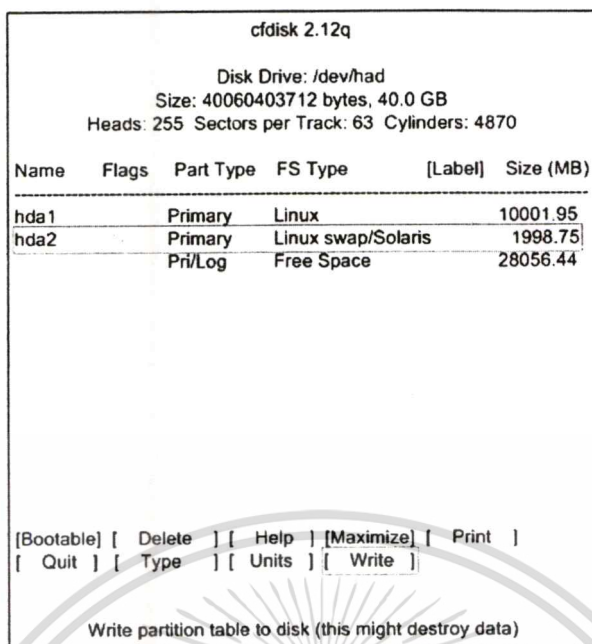 cfdisk 2.12q
Disk Drive: /dev/had
Size: 40060403712 bytes, 40.0 GB
Heads: 255 Sectors per Track: 63 Cylinders: 4870
Name Flags Part Type FS Type [Label] Size (MB)
hda1 Primary Linux 10001.95
hda2 Primary Linux swap/Solaris 1998.75
Pri/Log Free Space 28056.44
[Bootable] [ Delete ] [ Help ] [Maximize] [ Print ]
[ Quit ] [ Type ] [ Units ] [ Write ]
Write partition table to disk (this might destroy data)